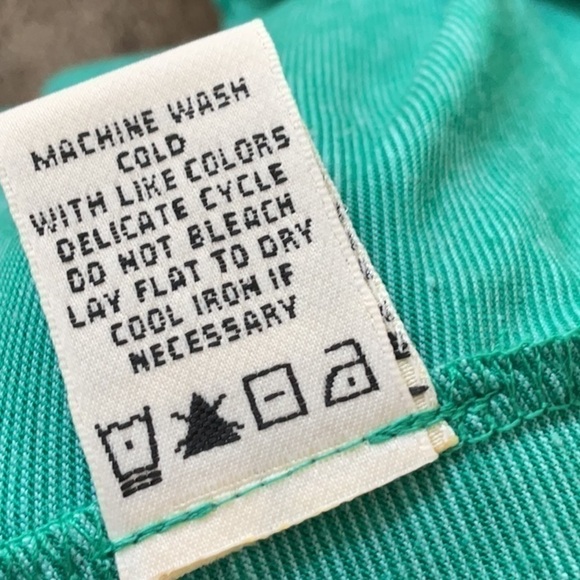 MACHINE WASH
COLD
WITH LIKE COLORS
DELICATE CYCLE
DO NOT BLEACH
LAY FLAT TO DRY
COOL IRON IF
NECESSARY